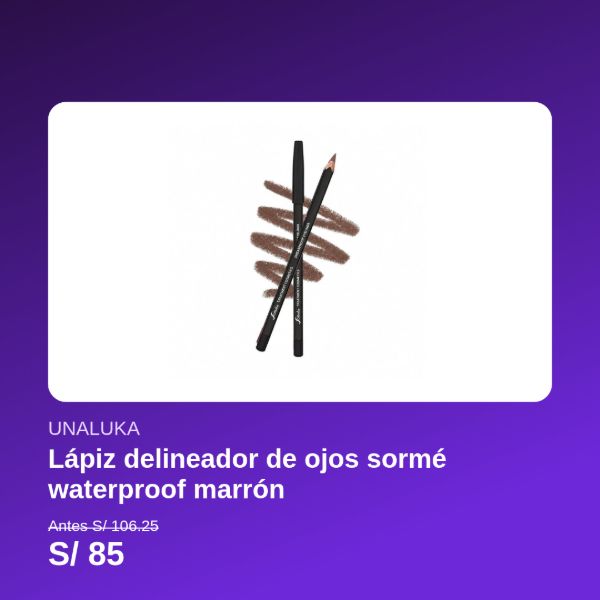 UNALUKA
Lápiz delineador de ojos sormé
waterproof marrón
Antes S/ 106.25
S/ 85